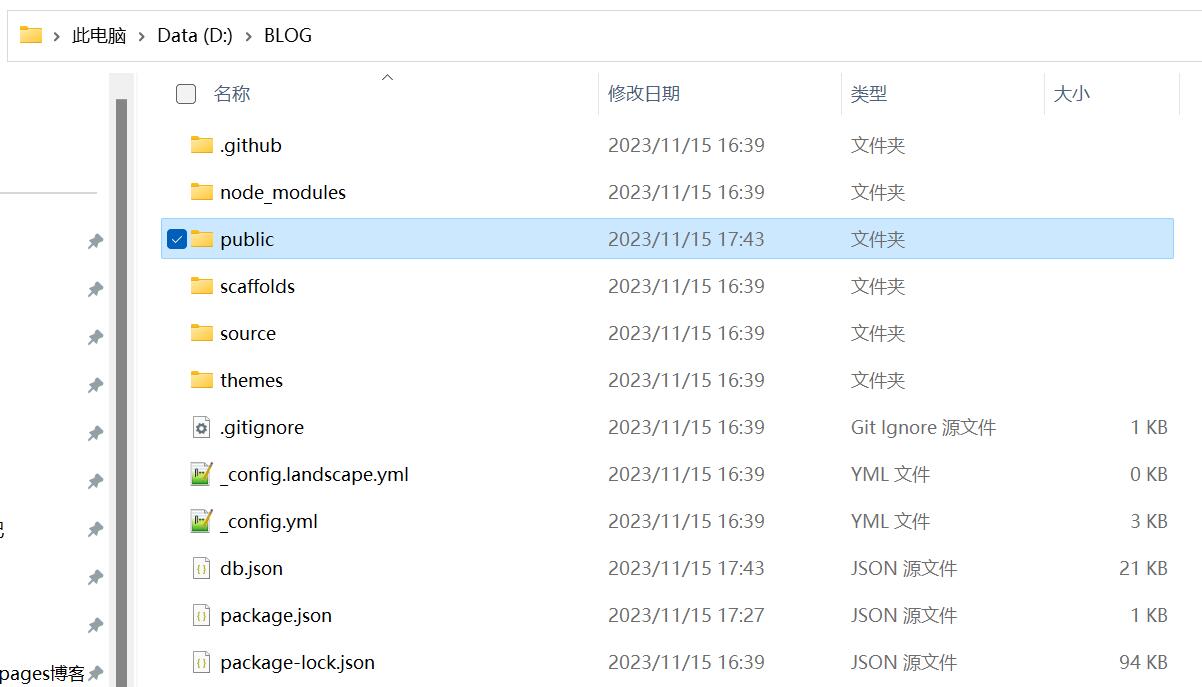 此电脑 > Data (D:) > BLOG
名称 修改日期 类型 大小
.github 2023/11/15 16:39 文件夹
node_modules 2023/11/15 16:39 文件夹
public 2023/11/15 17:43 文件夹
scaffolds 2023/11/15 16:39 文件夹
source 2023/11/15 16:39 文件夹
themes 2023/11/15 16:39 文件夹
.gitignore 2023/11/15 16:39 Git Ignore 源文件 1 KB
_config.landscape.yml 2023/11/15 16:39 YML 文件 0 KB
_config.yml 2023/11/15 16:39 YML 文件 3 KB
db.json 2023/11/15 17:43 JSON 源文件 21 KB
package.json 2023/11/15 17:27 JSON 源文件 1 KB
package-lock.json 2023/11/15 16:39 JSON 源文件 94 KB
pages博客